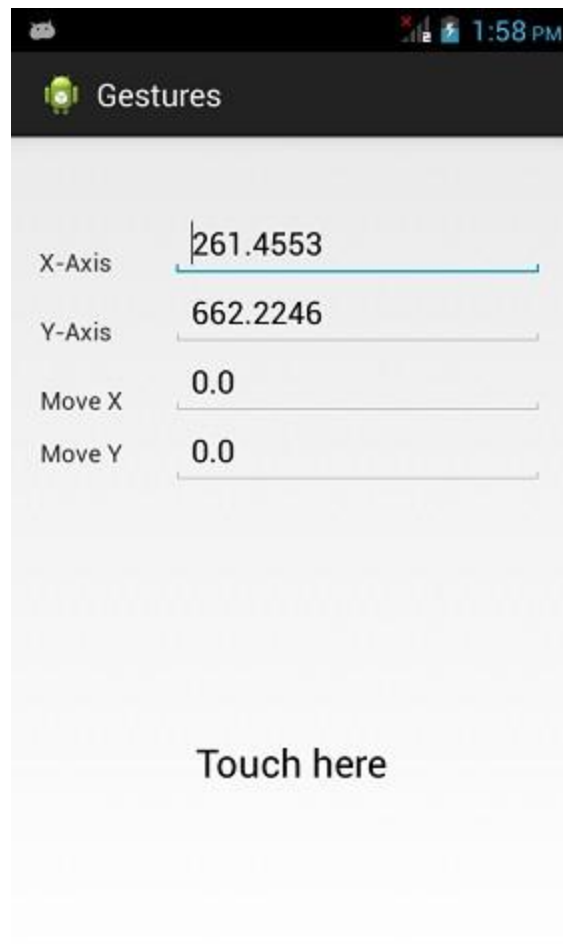 1:58 PM
Gestures
X-Axis 261.4553
Y-Axis 662.2246
Move X 0.0
Move Y 0.0
Touch here